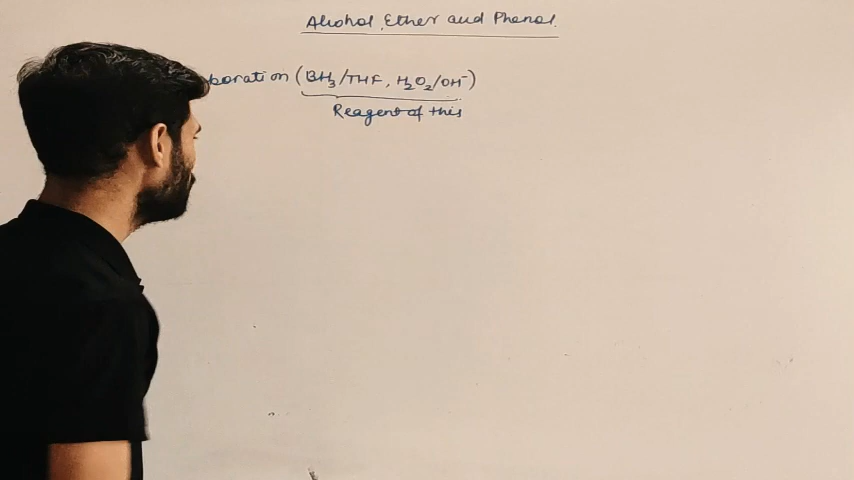 Alcohol, Ether and Phenol.
boration (BH₃/THF, H₂O₂/OH⁻)
Reagent of this